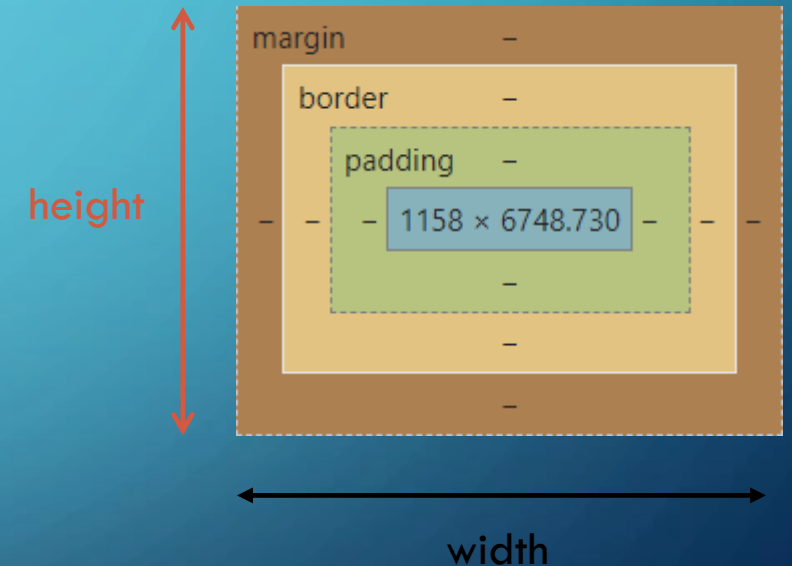 margin –
border –
padding –
height
– – – 1158 × 6748.730 – – –
–
–
–
width